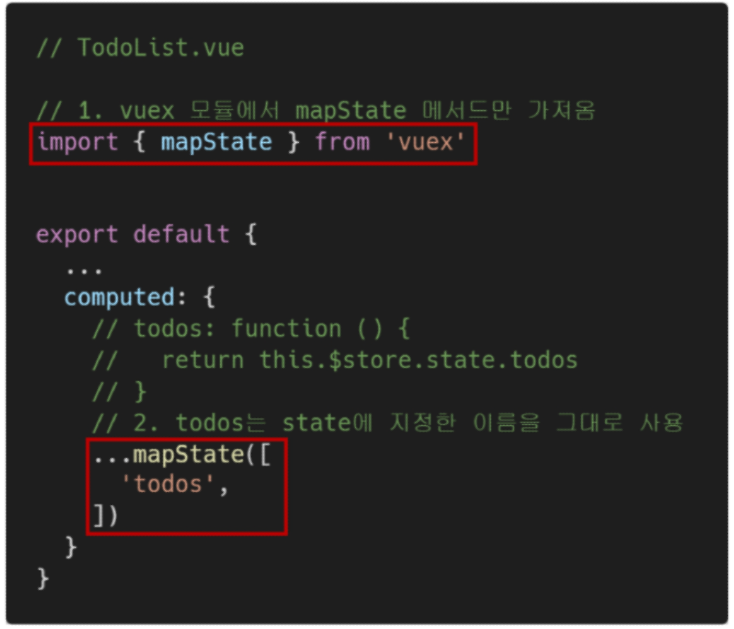 // TodoList.vue
// 1. vuex 모듈에서 mapState 메서드만 가져옴
import { mapState } from 'vuex'
export default {
  ...
  computed: {
    // todos: function () {
    //   return this.$store.state.todos
    // }
    // 2. todos는 state에 지정한 이름을 그대로 사용
    ...mapState([
      'todos',
    ])
  }
}